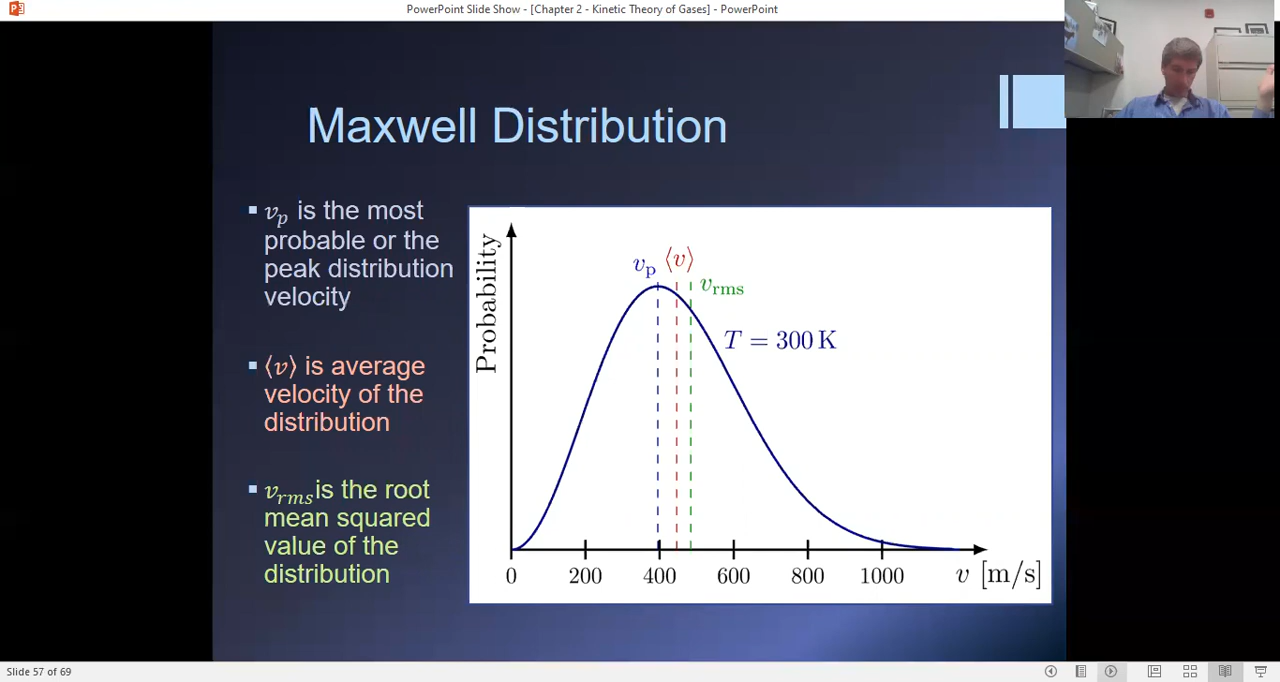 PowerPoint Slide Show - [Chapter 2 - Kinetic Theory of Gases] - PowerPoint
Maxwell Distribution
▪ v_p is the most
probable or the
peak distribution
velocity
▪ ⟨v⟩ is average
velocity of the
distribution
▪ v_rms is the root
mean squared
value of the
distribution
Probability
v_p ⟨v⟩
v_rms
T = 300 K
0 200 400 600 800 1000 v [m/s]
Slide 57 of 69